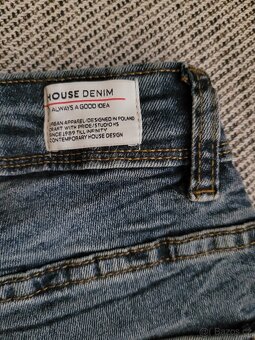 HOUSE DENIM
ALWAYS A GOOD IDEA
URBAN APPAREL/DESIGNED IN POLAND
CRAFT WITH PRIDE/STUDIO HS
SINCE 1989 TILL INFINITY
CONTEMPORARY HOUSE DESIGN